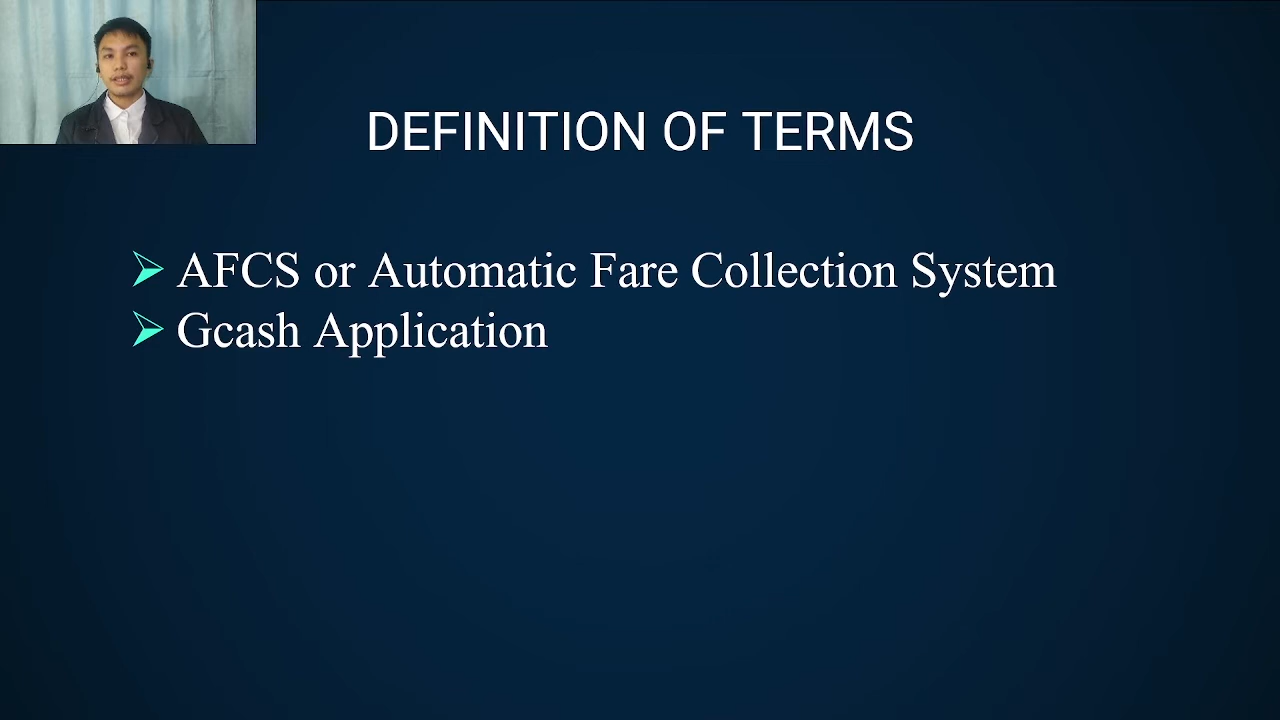 DEFINITION OF TERMS
AFCS or Automatic Fare Collection System
Gcash Application